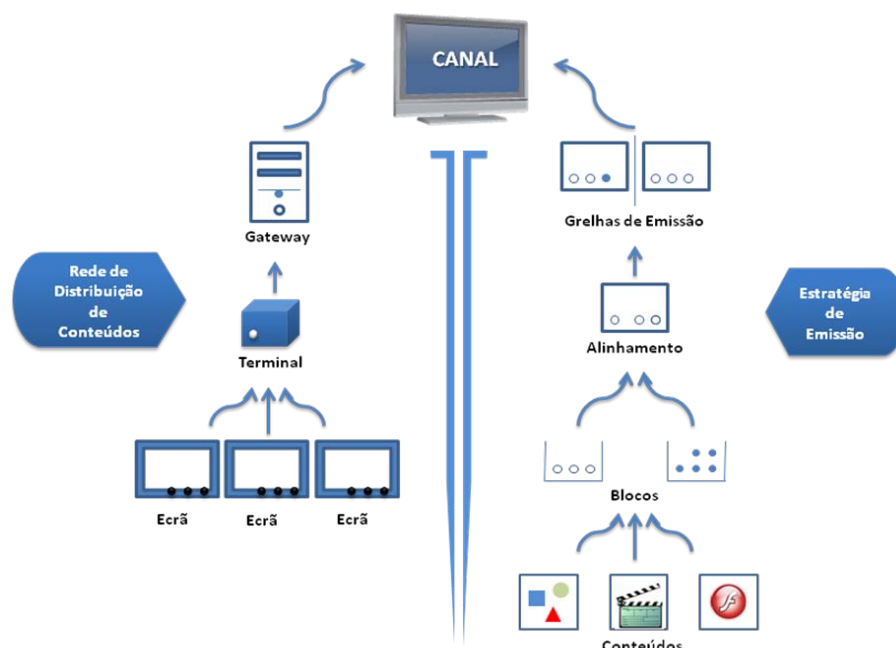 CANAL
Gateway
Grelhas de Emissão
Rede de
Distribuição
de
Conteúdos
Estratégia
de
Emissão
Terminal
Alinhamento
Ecrã
Ecrã
Ecrã
Blocos
Conteúdos